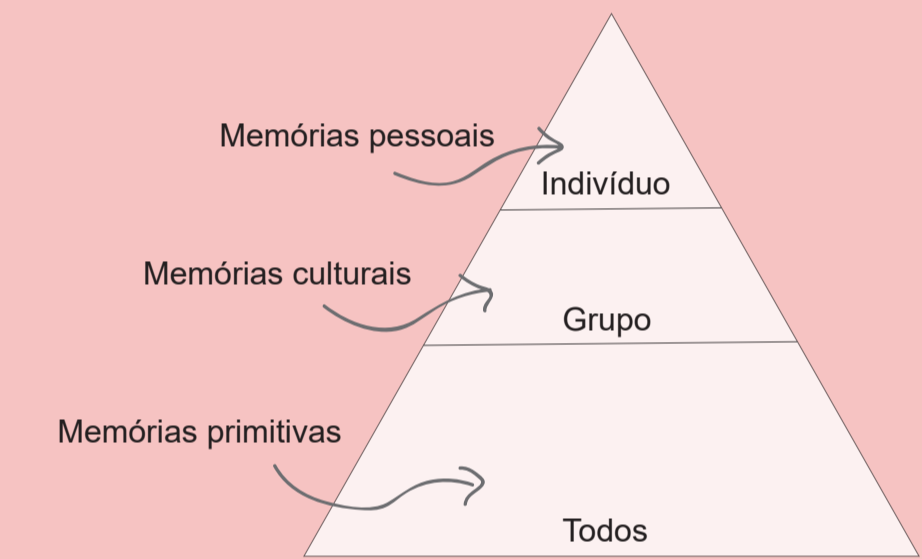 Memórias pessoais
Indivíduo
Memórias culturais
Grupo
Memórias primitivas
Todos